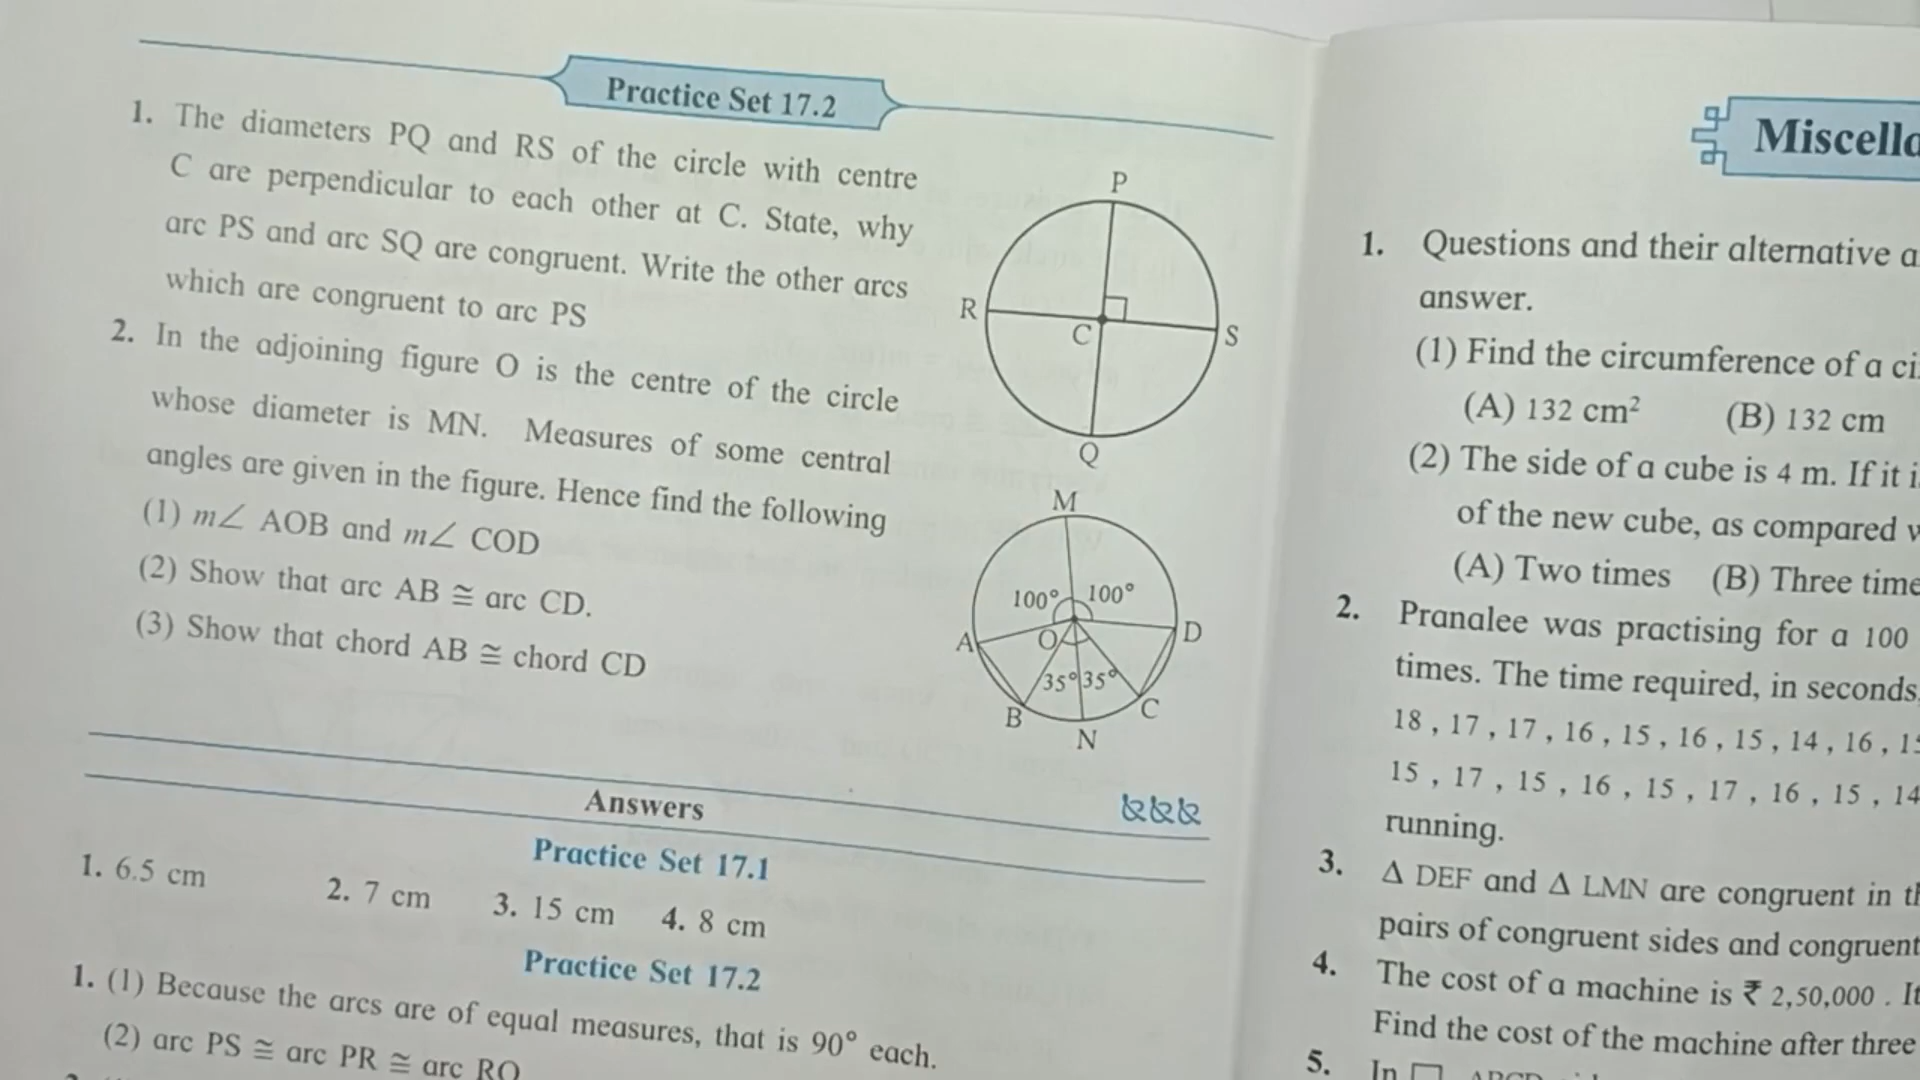 Practice Set 17.2
1. The diameters PQ and RS of the circle with centre
C are perpendicular to each other at C. State, why
arc PS and arc SQ are congruent. Write the other arcs
which are congruent to arc PS
P
R
C
S
Q
2. In the adjoining figure O is the centre of the circle
whose diameter is MN. Measures of some central
angles are given in the figure. Hence find the following
(1) m∠ AOB and m∠ COD
(2) Show that arc AB ≅ arc CD.
(3) Show that chord AB ≅ chord CD
M
100° 100°
A O D
35° 35°
B C
N
Answers
Practice Set 17.1
1. 6.5 cm 2. 7 cm 3. 15 cm 4. 8 cm
Practice Set 17.2
1. (1) Because the arcs are of equal measures, that is 90° each.
(2) arc PS ≅ arc PR ≅ arc RQ
1. Questions and their alternative
answer.
(1) Find the circumference of a
(A) 132 cm² (B) 132 cm
(2) The side of a cube is 4 m. If it
of the new cube, as compared
(A) Two times (B) Three
2. Pranalee was practising for a 100
times. The time required, in seconds,
18 , 17 , 17 , 16 , 15 , 16 , 15 , 14 , 16 ,
15 , 17 , 15 , 16 , 15 , 17 , 16 , 15 , 14
running.
3. Δ DEF and Δ LMN are congruent in
pairs of congruent sides and congruent
4. The cost of a machine is ₹ 2,50,000 .
Find the cost of the machine after three
5. In □